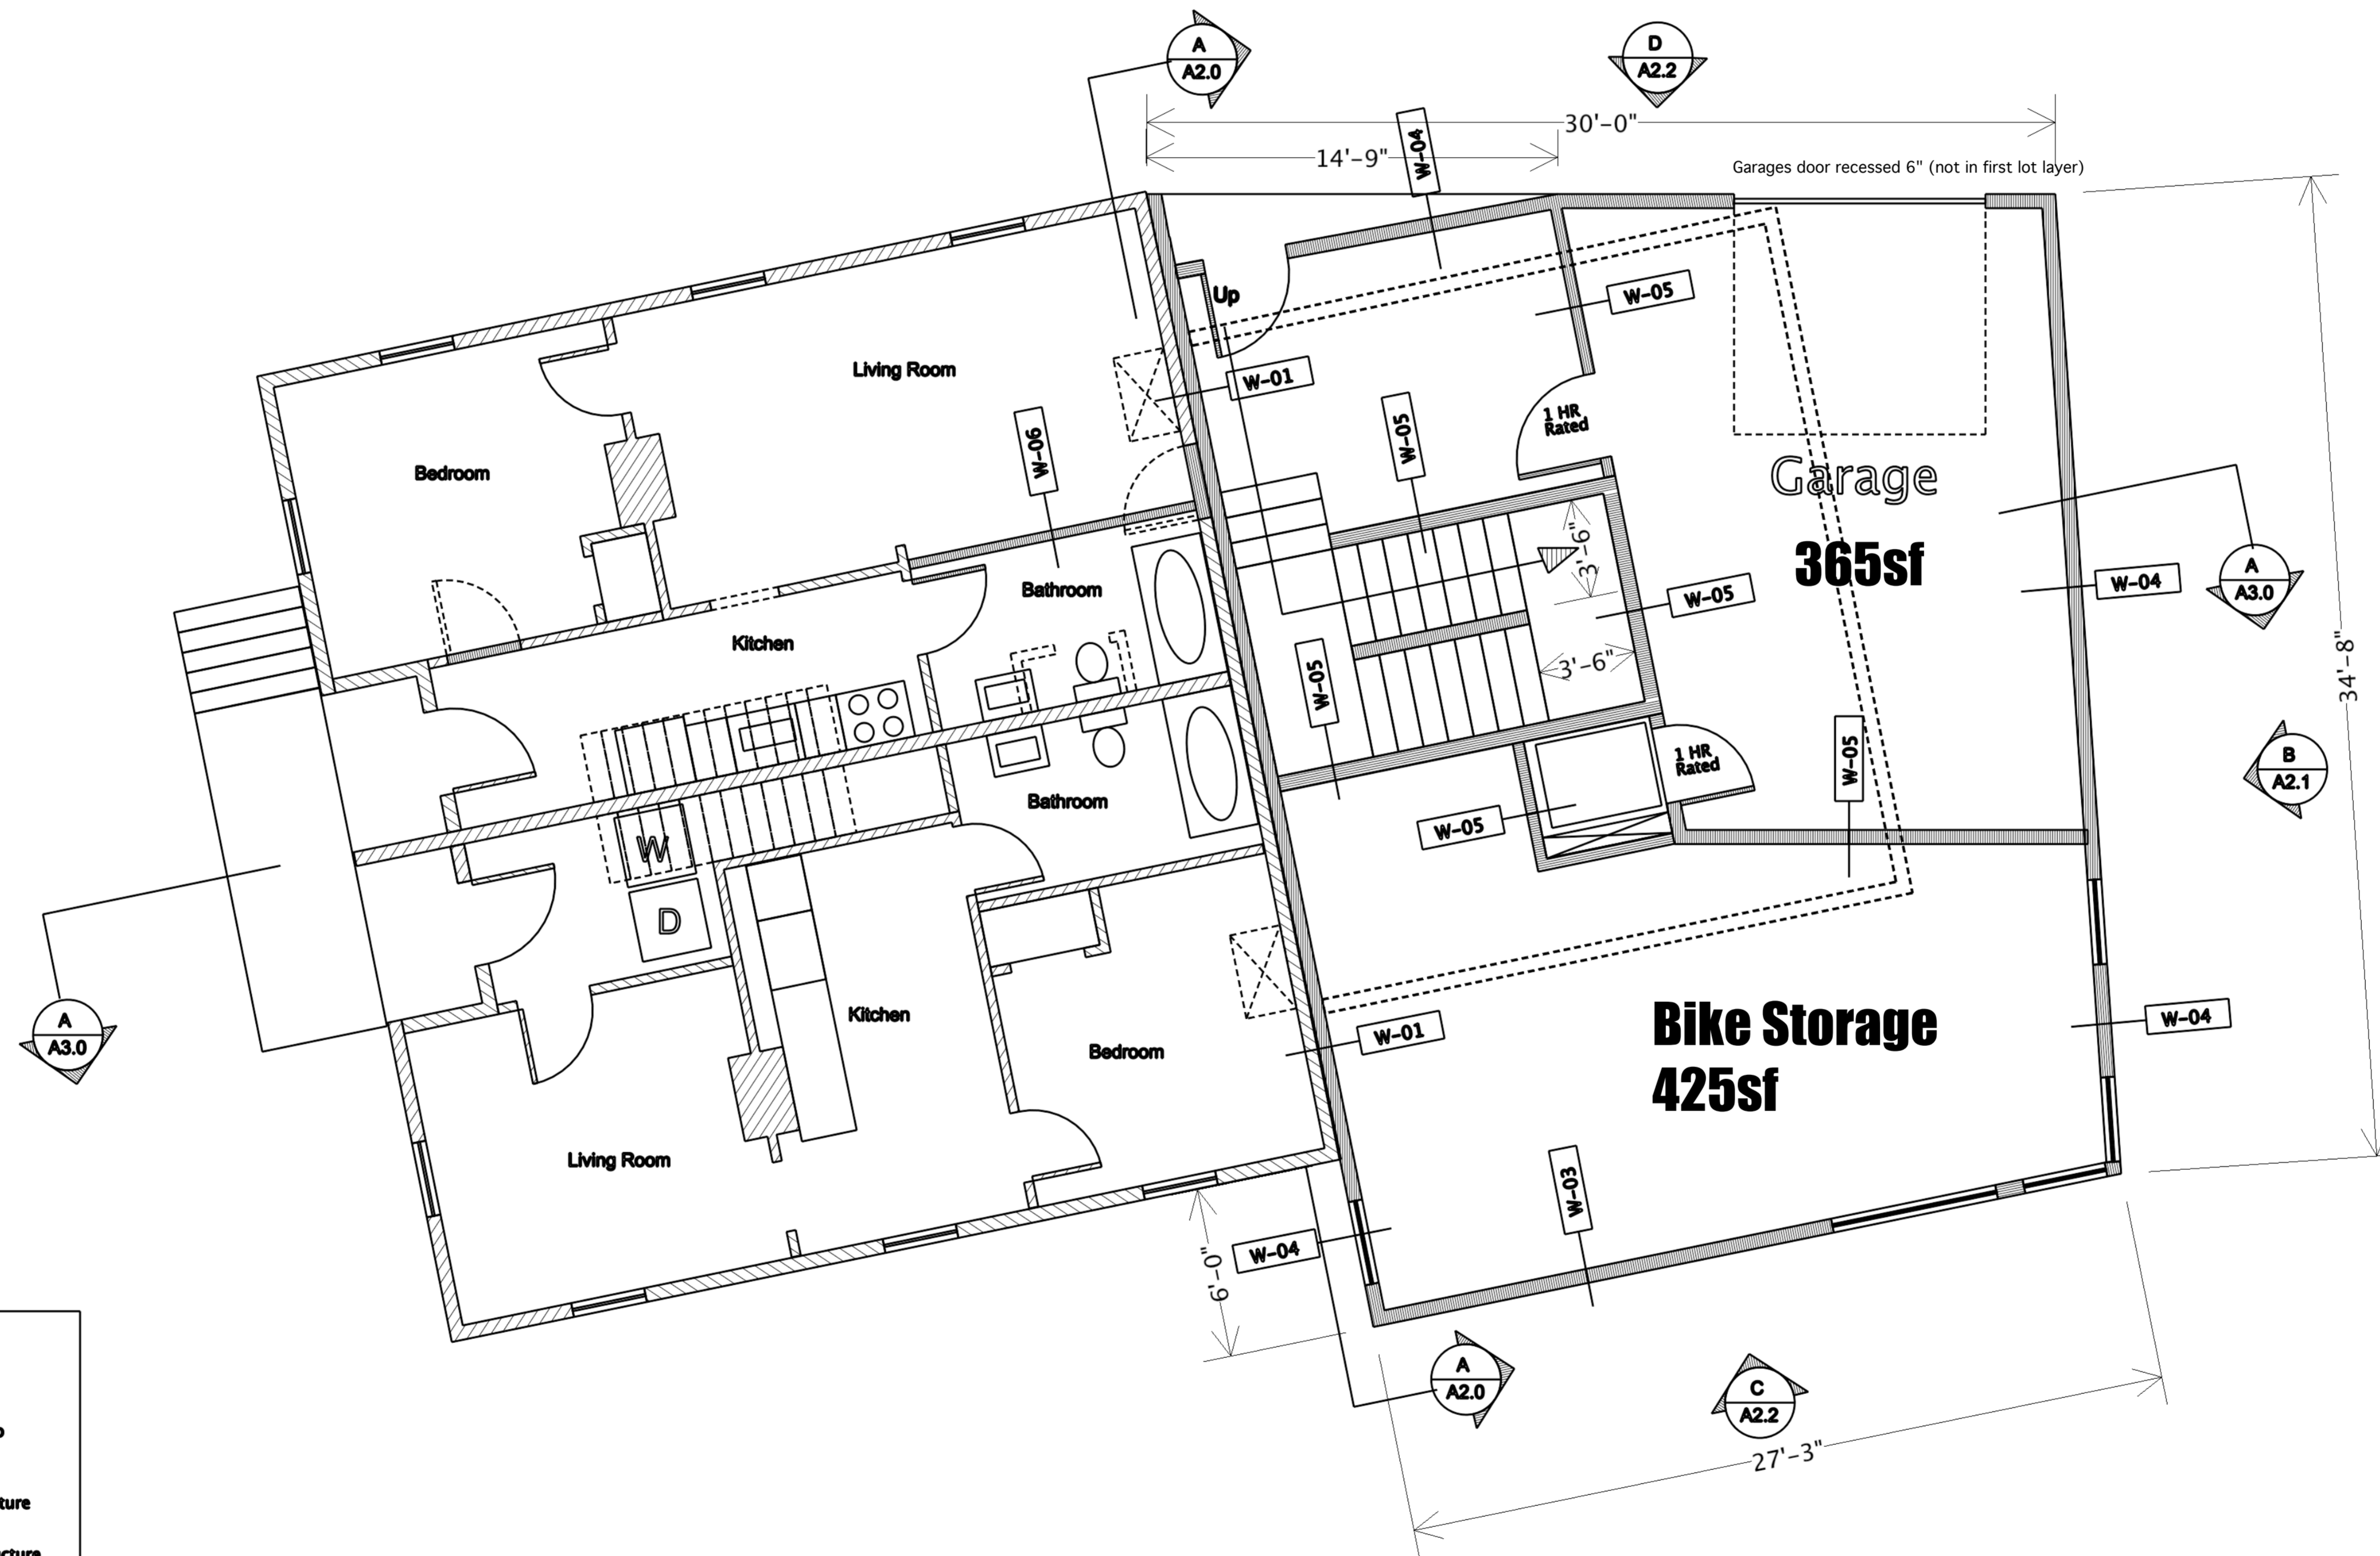 A
A2.0
D
A2.2
30'-0"
14'-9"
W-04
Garages door recessed 6" (not in first lot layer)
Up
W-05
Living Room
W-01
1 HR
Rated
W-05
W-06
Bedroom
Garage
365sf
3'-6"
A
A3.0
W-04
Bathroom
W-05
Kitchen
3'-6"
W-05
34'-8"
W-05
1 HR
Rated
B
A2.1
Bathroom
W-05
W
D
Kitchen
Bike Storage
425sf
W-04
A
A3.0
W-01
Bedroom
Living Room
W-03
W-04
6'-0"
A
A2.0
C
A2.2
27'-3"